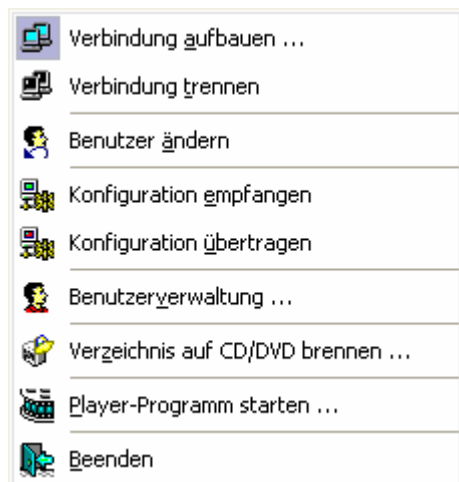 Verbindung aufbauen ...
Verbindung trennen
Benutzer ändern
Konfiguration empfangen
Konfiguration übertragen
Benutzerverwaltung ...
Verzeichnis auf CD/DVD brennen ...
Player-Programm starten ...
Beenden